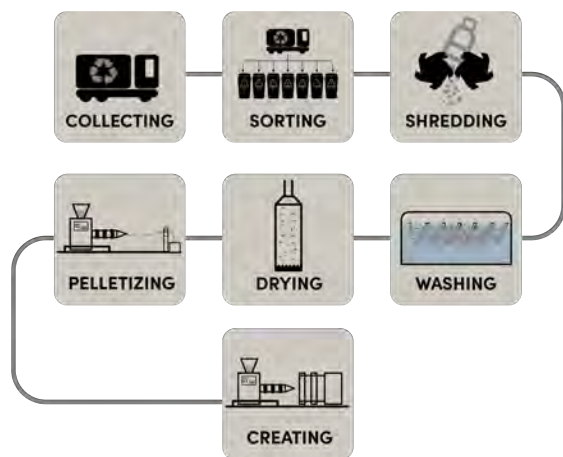 COLLECTING
SORTING
SHREDDING
PELLETIZING
DRYING
WASHING
CREATING